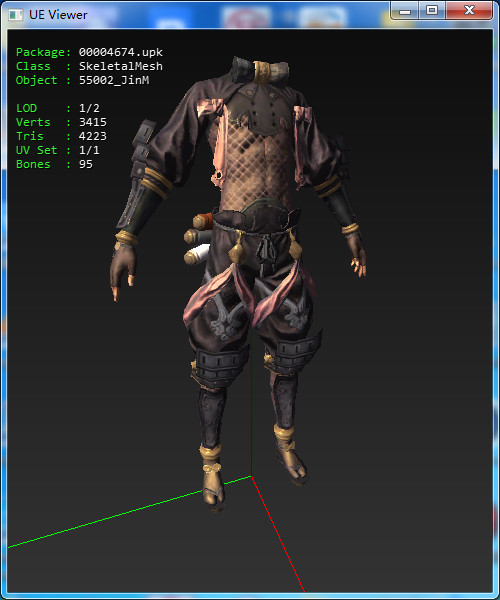 UE Viewer
Package: 00004674.upk
Class : SkeletalMesh
Object : 55002_JinM
LOD : 1/2
Verts : 3415
Tris : 4223
UV Set : 1/1
Bones : 95